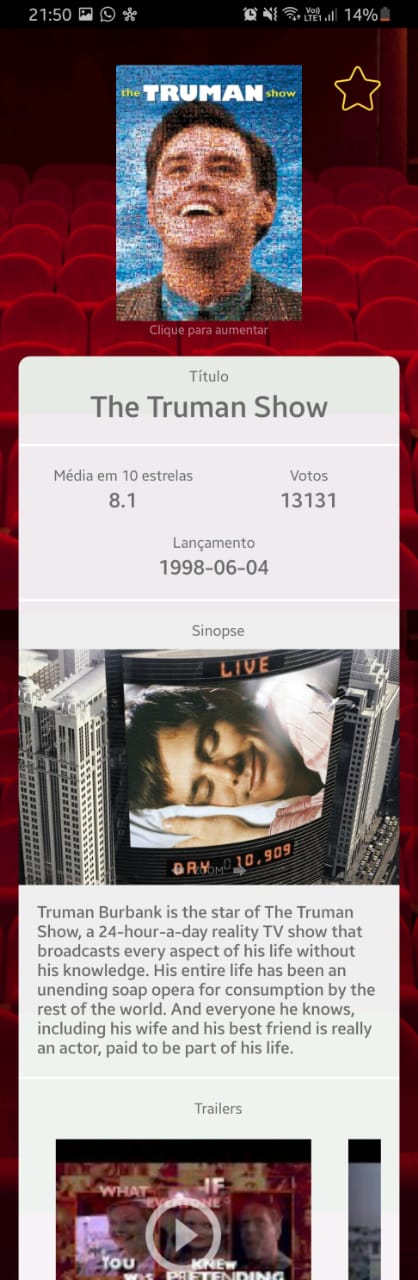 21:50
Vo))
LTE1
14%
the TRUMAN show
Clique para aumentar
Título
The Truman Show
Média em 10 estrelas
Votos
8.1
13131
Lançamento
1998-06-04
Sinopse
LIVE
DAY 10,909
ZOOM
Truman Burbank is the star of The Truman
Show, a 24-hour-a-day reality TV show that
broadcasts every aspect of his life without
his knowledge. His entire life has been an
unending soap opera for consumption by the
rest of the world. And everyone he knows,
including his wife and his best friend is really
an actor, paid to be part of his life.
Trailers
WHAT IF
EVERYONE
YOU KNEW
WAS PRETENDING